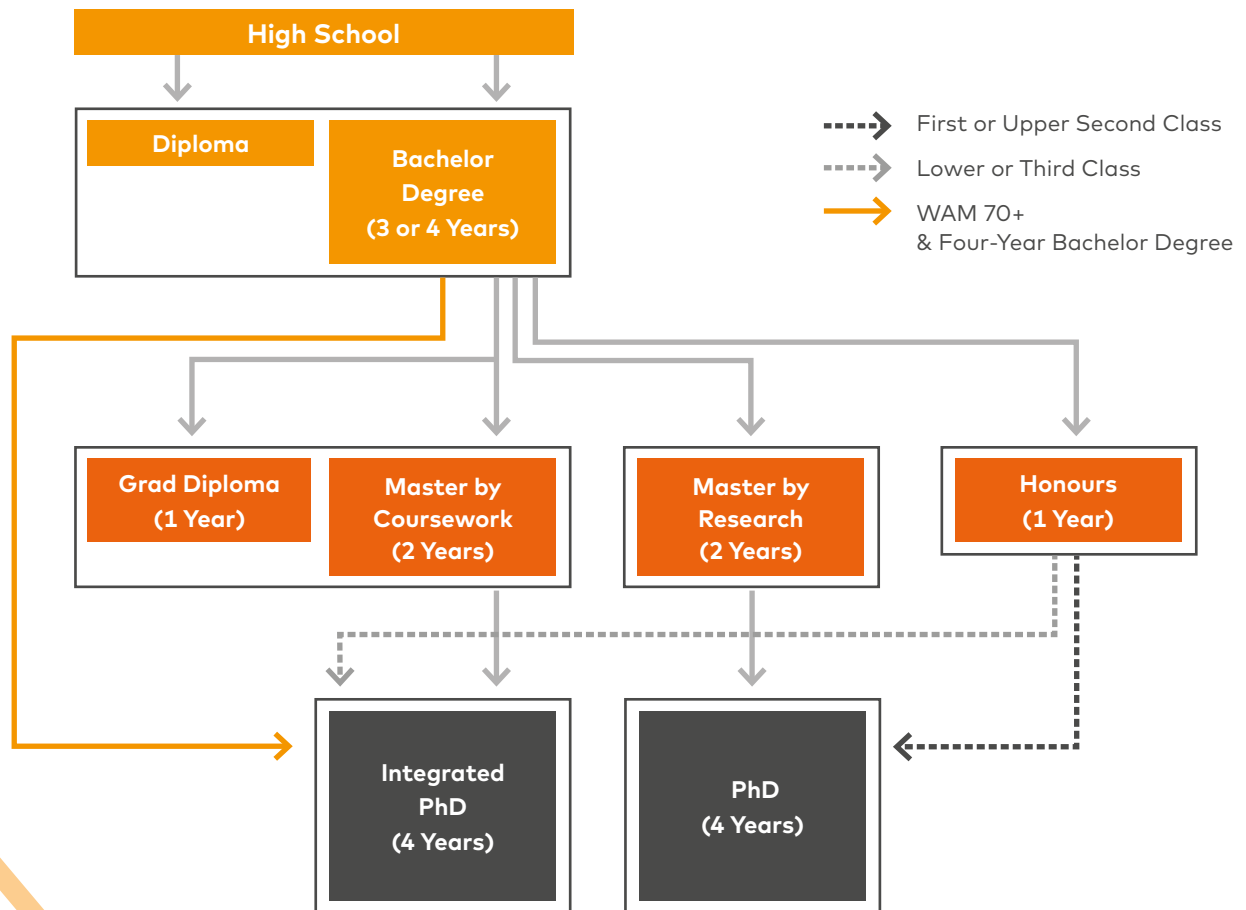 High School
Diploma
Bachelor
Degree
(3 or 4 Years)
First or Upper Second Class
Lower or Third Class
WAM 70+
& Four-Year Bachelor Degree
Grad Diploma
(1 Year)
Master by
Coursework
(2 Years)
Master by
Research
(2 Years)
Honours
(1 Year)
Integrated
PhD
(4 Years)
PhD
(4 Years)